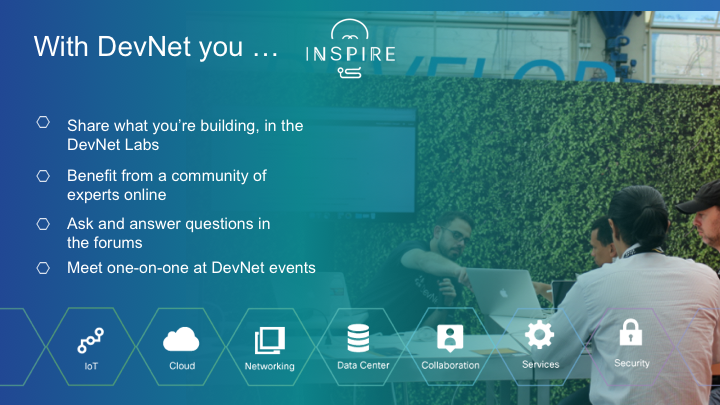 With DevNet you …
INSPIRE
Share what you’re building, in the
DevNet Labs
Benefit from a community of
experts online
Ask and answer questions in
the forums
Meet one-on-one at DevNet events
IoT
Cloud
Networking
Data Center
Collaboration
Services
Security